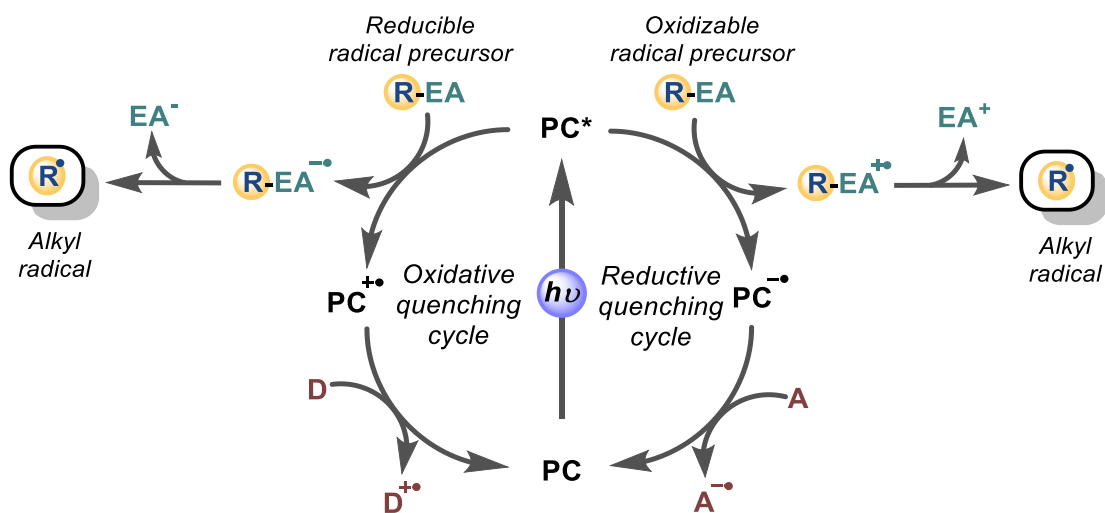 Reducible
radical precursor
Oxidizable
radical precursor
R-EA
R-EA
EA⁻
PC*
EA⁺
R•
R-EA⁻•
R-EA⁺•
R•
Alkyl
radical
Alkyl
radical
PC⁺•
Oxidative
quenching
cycle
hυ
Reductive
quenching
cycle
PC⁻•
D
A
PC
D⁺•
A⁻•